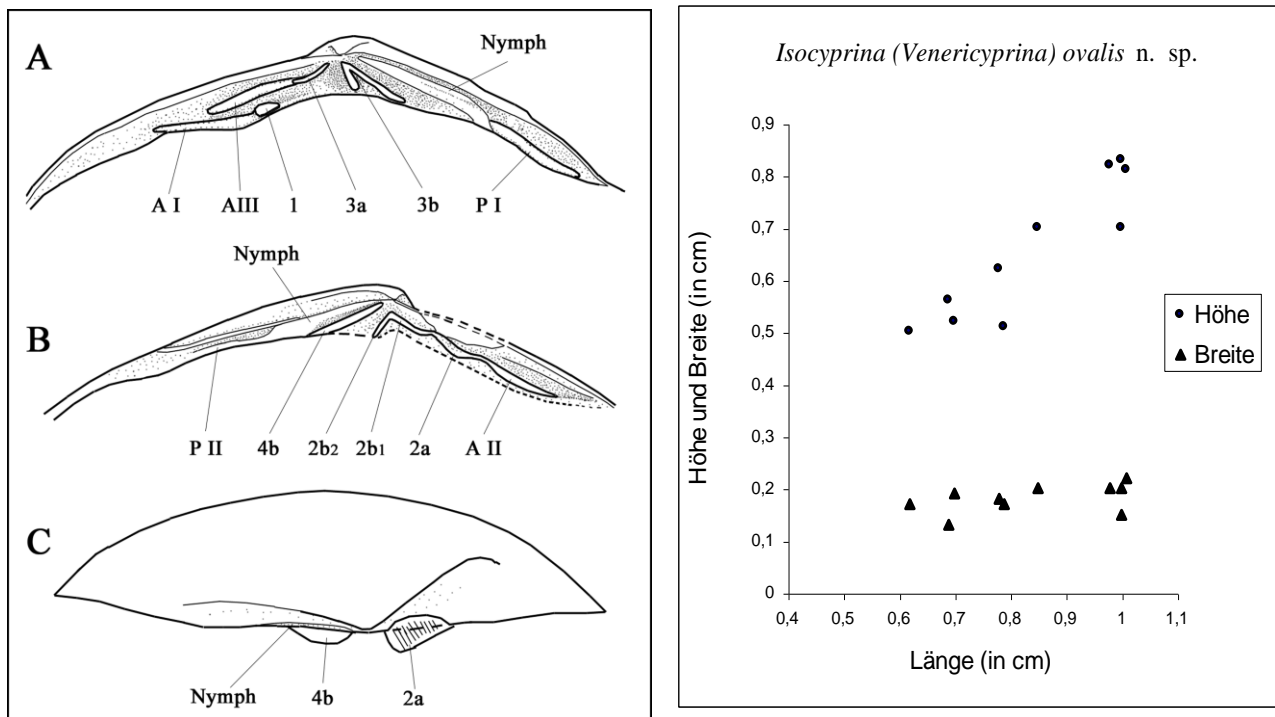 A
Nymph
A I AIII 1 3a 3b P I
B
Nymph
P II 4b 2b2 2b1 2a A II
C
Nymph 4b 2a
Isocyprina (Venericyprina) ovalis n. sp.
Höhe und Breite (in cm)
0,9
0,8
0,7
0,6
0,5
0,4
0,3
0,2
0,1
0
0,4 0,5 0,6 0,7 0,8 0,9 1 1,1
Länge (in cm)
Höhe
Breite